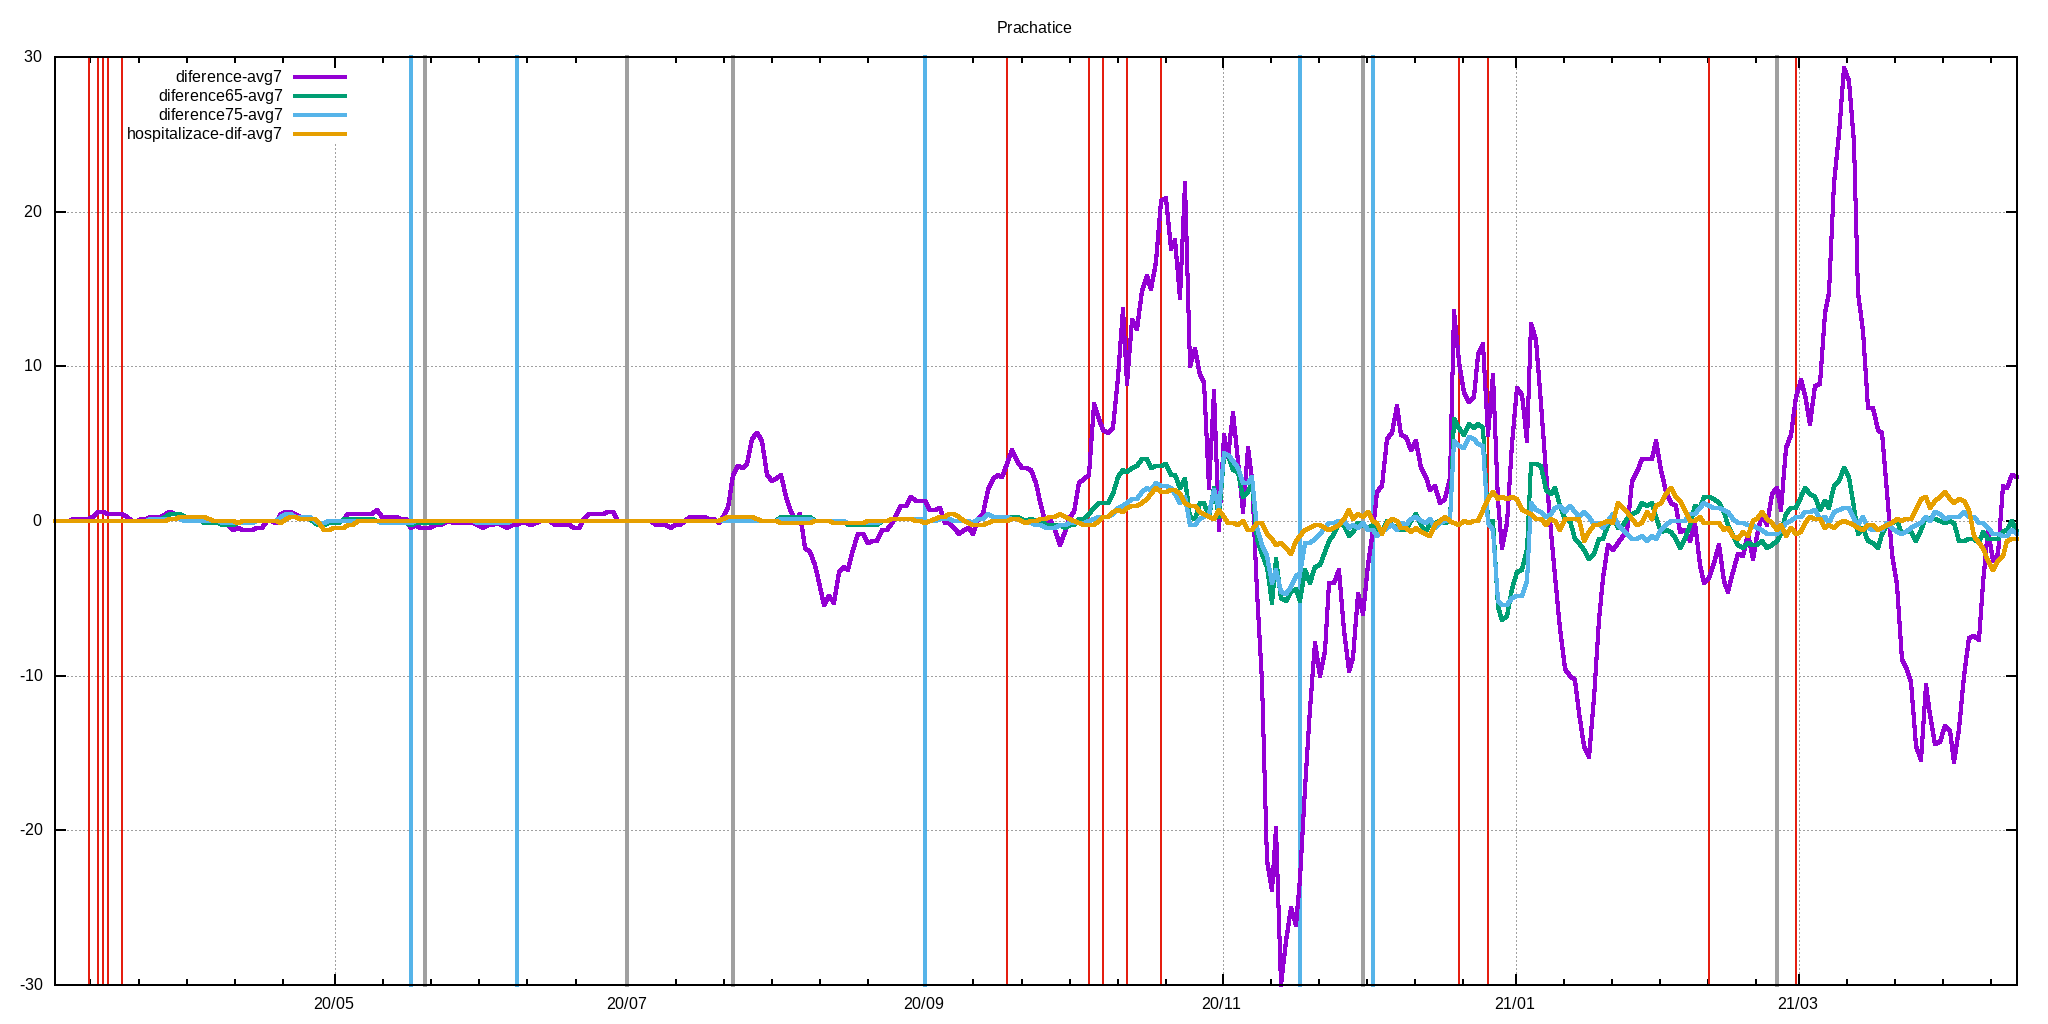 Prachatice
diference-avg7
diference65-avg7
diference75-avg7
hospitalizace-dif-avg7
30
20
10
0
-10
-20
-30
20/05 20/07 20/09 20/11 21/01 21/03